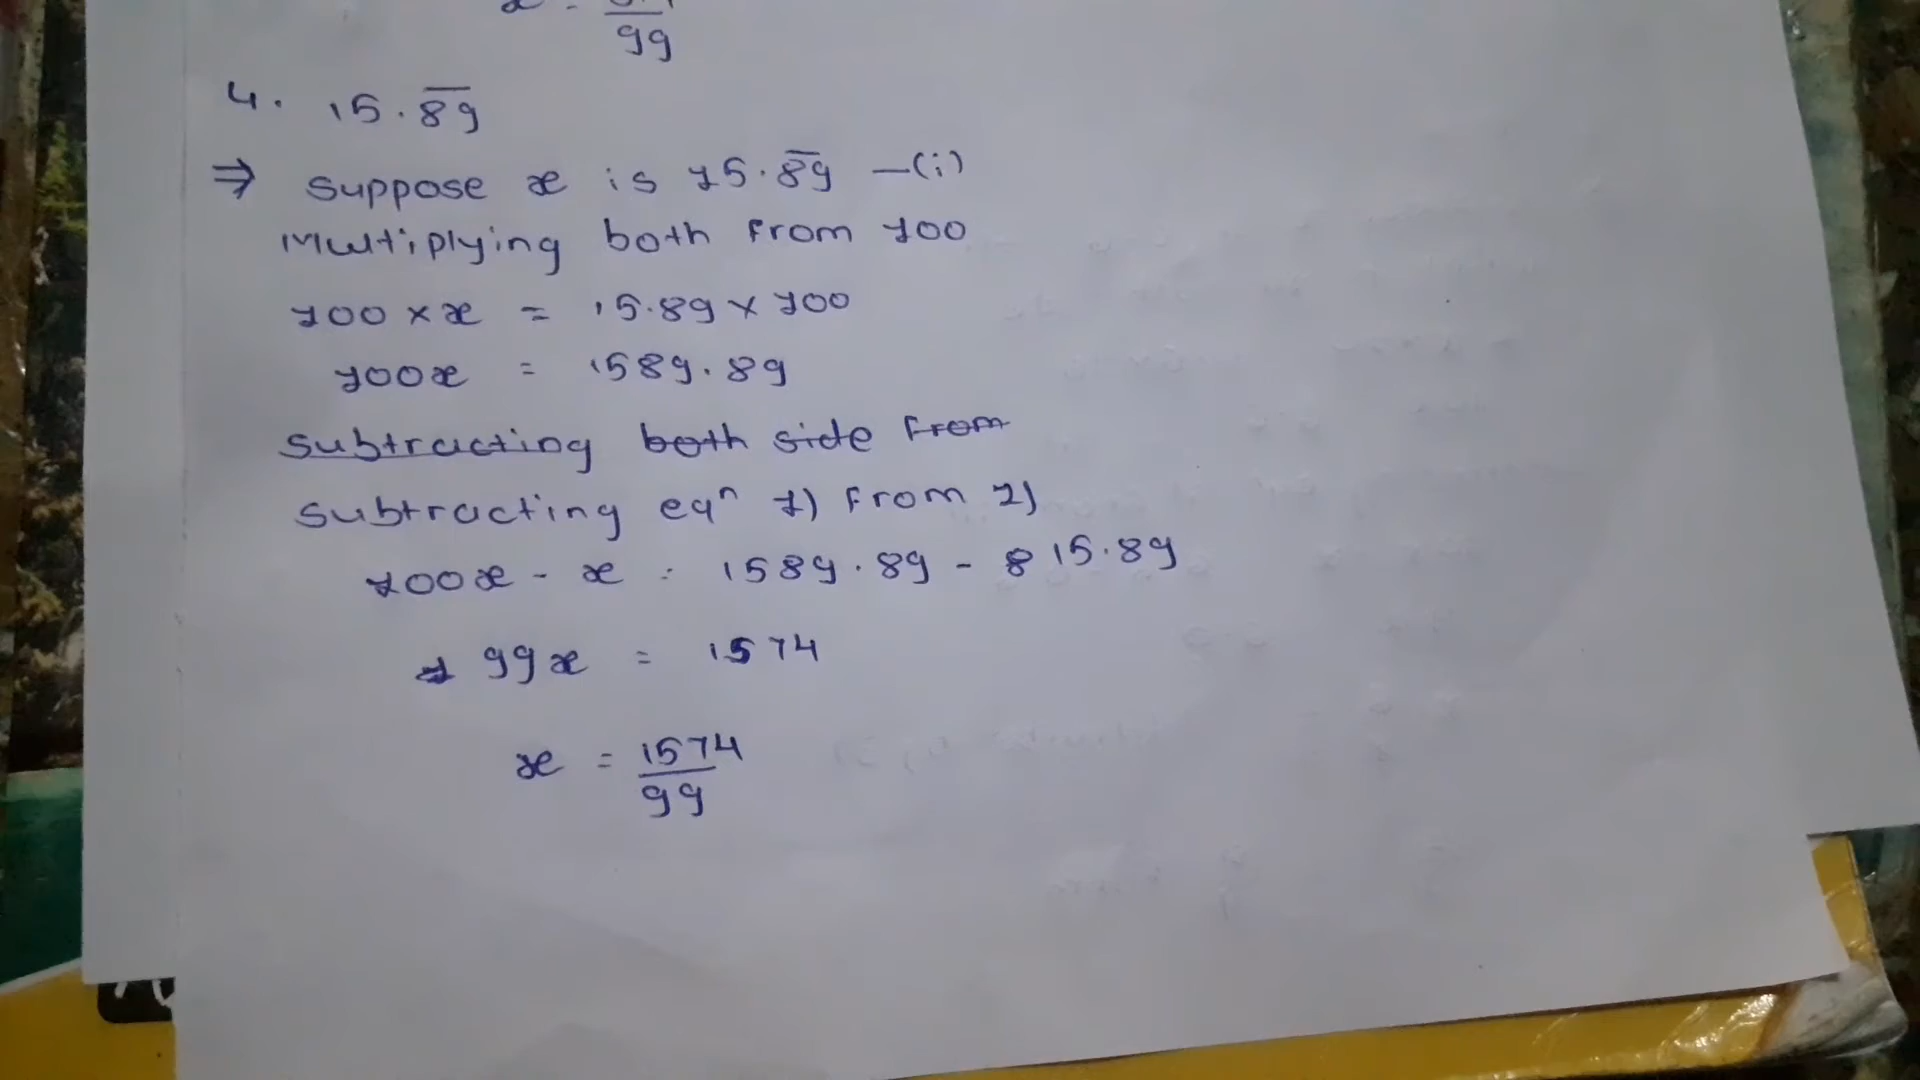 x = 
99
4. 15.8̅9̅
⇒ Suppose x is 15.8̅9̅ —(i)
Multiplying both from 100
100 × x = 15.89 × 100
100x = 1589.89
Subtracting both side from
Subtracting eqⁿ 1) from 2)
100x - x = 1589.89 - 8 15.89
99x = 1574
x = 1574
99